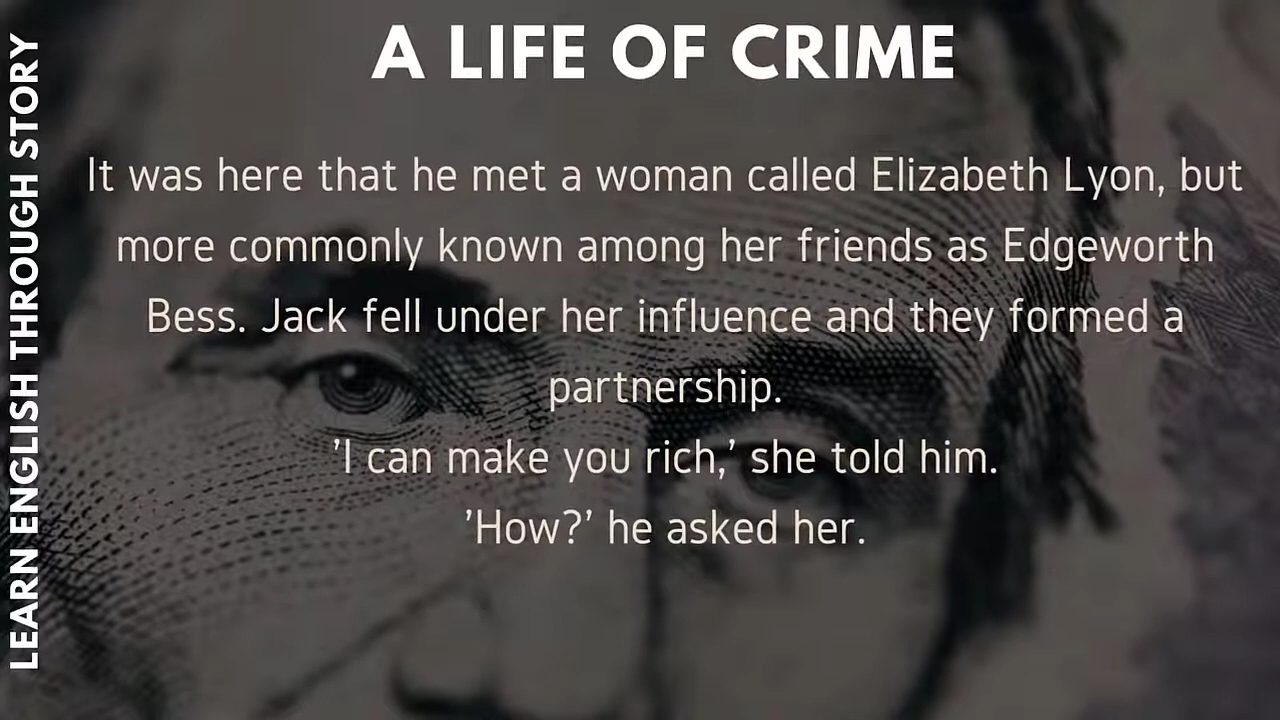 A LIFE OF CRIME
It was here that he met a woman called Elizabeth Lyon, but
more commonly known among her friends as Edgeworth
Bess. Jack fell under her influence and they formed a
partnership.
’I can make you rich,’ she told him.
’How?’ he asked her.
LEARN ENGLISH THROUGH STORY